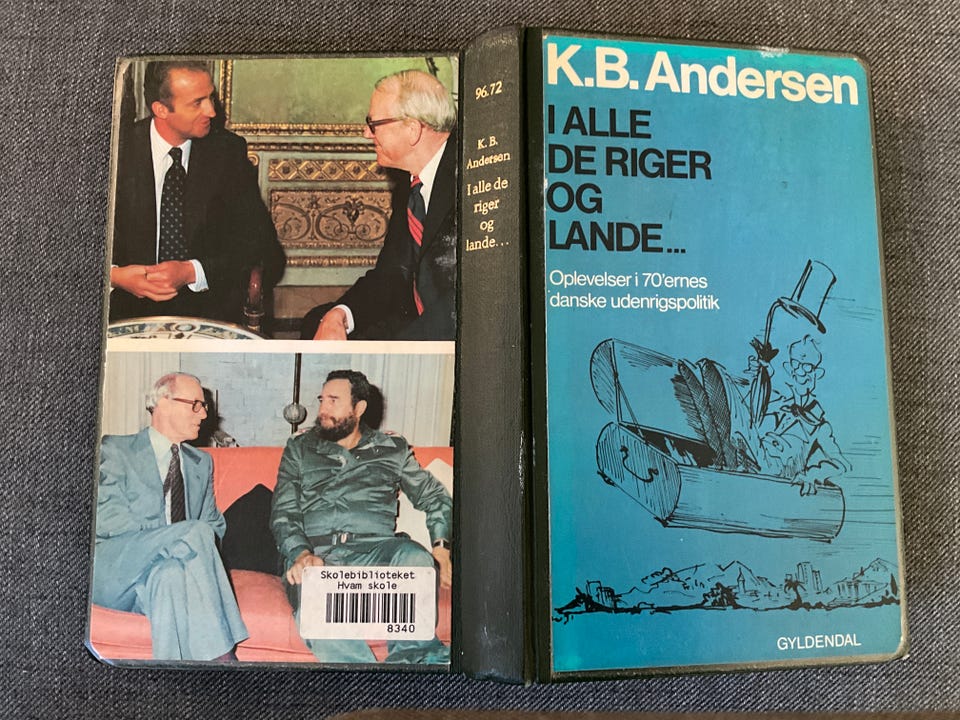 Skolebiblioteket
Hvam skole
8340
96.72
K. B.
Andersen
I alle de
riger
og
lande...
K.B. Andersen
I ALLE
DE RIGER
OG
LANDE...
Oplevelser i 70'ernes
danske udenrigspolitik
GYLDENDAL